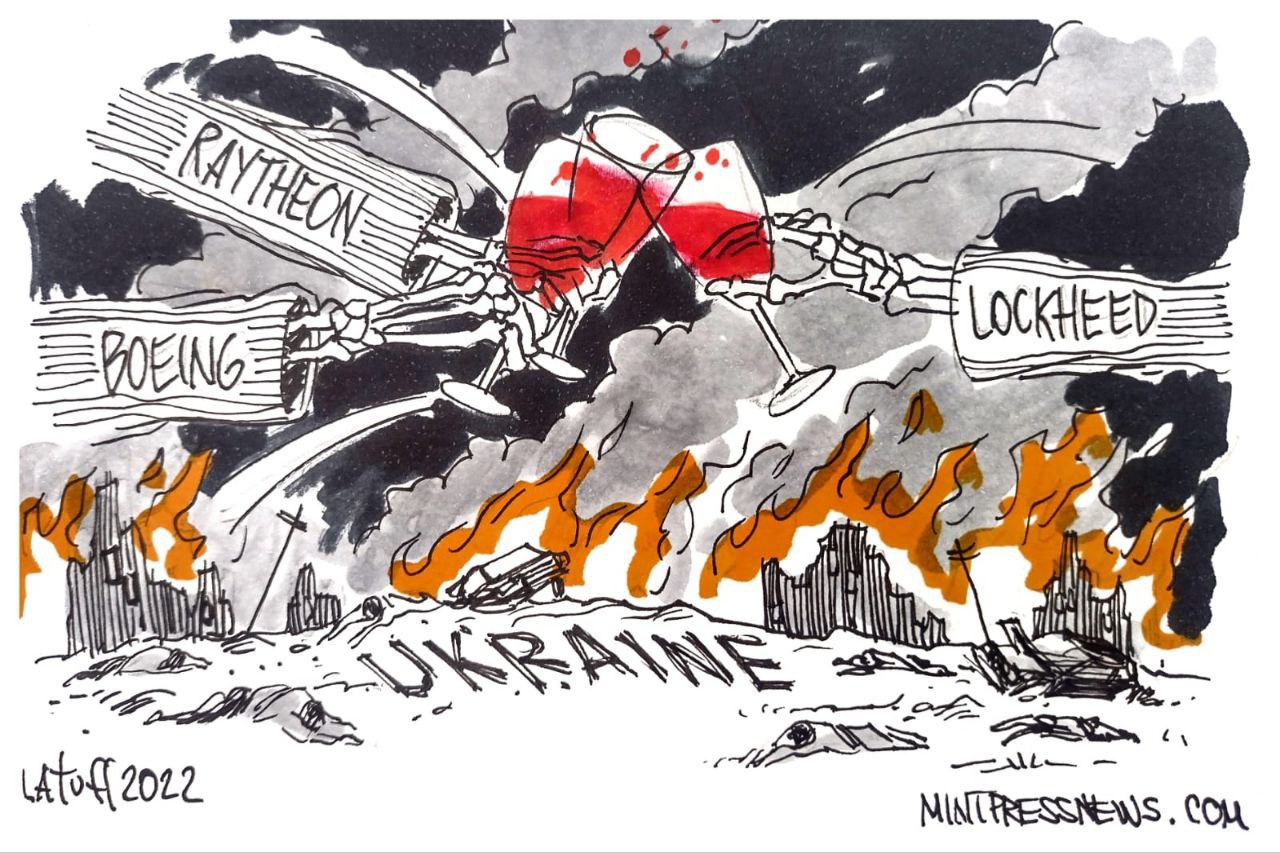 RAYTHEON
BOEING
LOCKHEED
UKRAINE
LATUFF 2022
MINTPRESSNEWS.COM